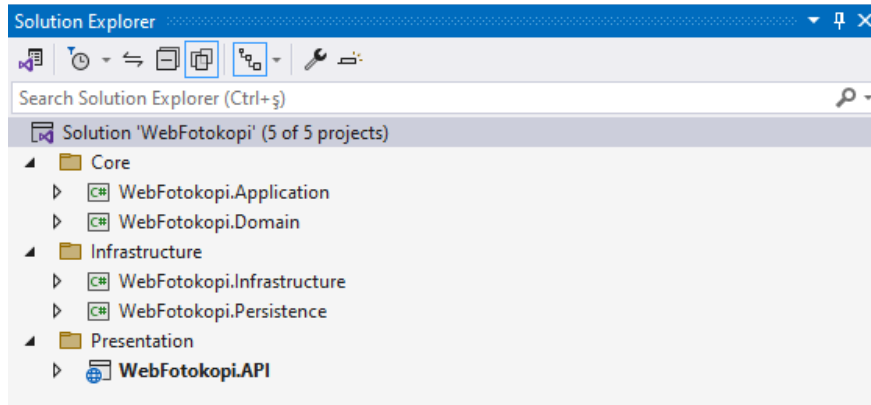 Solution Explorer
Search Solution Explorer (Ctrl+ş)
Solution 'WebFotokopi' (5 of 5 projects)
Core
C# WebFotokopi.Application
C# WebFotokopi.Domain
Infrastructure
C# WebFotokopi.Infrastructure
C# WebFotokopi.Persistence
Presentation
WebFotokopi.API